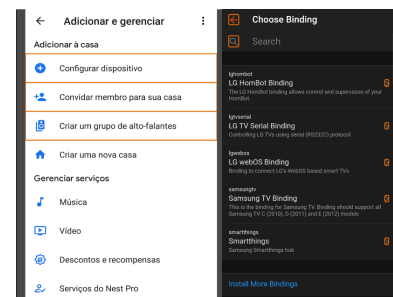 Adicionar e gerenciar
Adicionar à casa
Configurar dispositivo
Convidar membro para sua casa
Criar um grupo de alto-falantes
Criar uma nova casa
Gerenciar serviços
Música
Vídeo
Descontos e recompensas
Serviços do Nest Pro
Choose Binding
Search
lghombot
LG HomBot Binding
The LG HomBot binding allows control and supervision of your
HomBot.
lgtvserial
LG TV Serial Binding
Controlling LG TVs using serial (RS232C) protocol
lgwebos
LG webOS Binding
Binding to connect LG's WebOS based smart TVs
samsungtv
Samsung TV Binding
This is the binding for Samsung TV. Binding should support all
Samsung TV C (2010), D (2011) and E (2012) models
smartthings
Smartthings
Samsung Smartthings hub
Install More Bindings